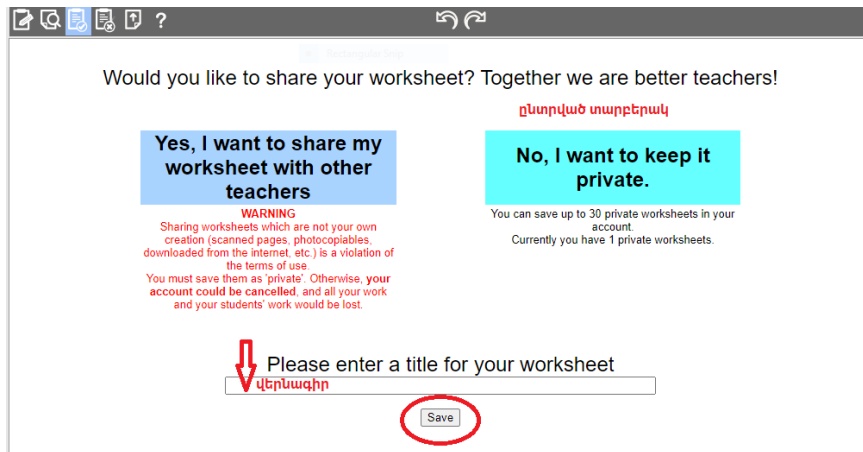 ?
Would you like to share your worksheet? Together we are better teachers!
ընտրված տարբերակ
Yes, I want to share my
worksheet with other
teachers
WARNING
Sharing worksheets which are not your own
creation (scanned pages, photocopiables,
downloaded from the internet, etc.) is a violation of
the terms of use.
You must save them as 'private'. Otherwise, your
account could be cancelled, and all your work
and your students' work would be lost.
No, I want to keep it
private.
You can save up to 30 private worksheets in your
account.
Currently you have 1 private worksheets.
Please enter a title for your worksheet
վերնագիր
Save